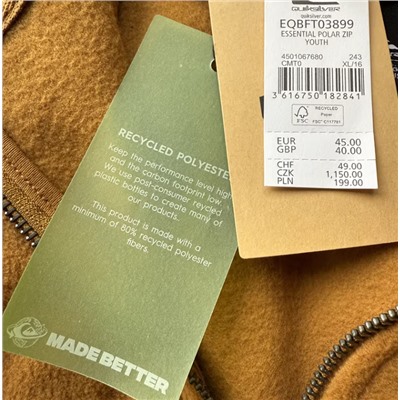 QUIKSILVER
quiksilver.com
EQBFT03899
ESSENTIAL POLAR ZIP
YOUTH
4501067680 243
CMT0 XL/16
3 616750 182841
FSC
RECYCLED
Paper
EUR 45.00
GBP 40.00
CHF 49.00
CZK 1,150.00
PLN 199.00
RECYCLED POLYESTE
Keep the performance level high
and the carbon footprint low.
We use post-consumer recycled
plastic bottles to create many of
our products.
This product is made with a
minimum of 80% recycled polyester
fibers.
MADE BETTER